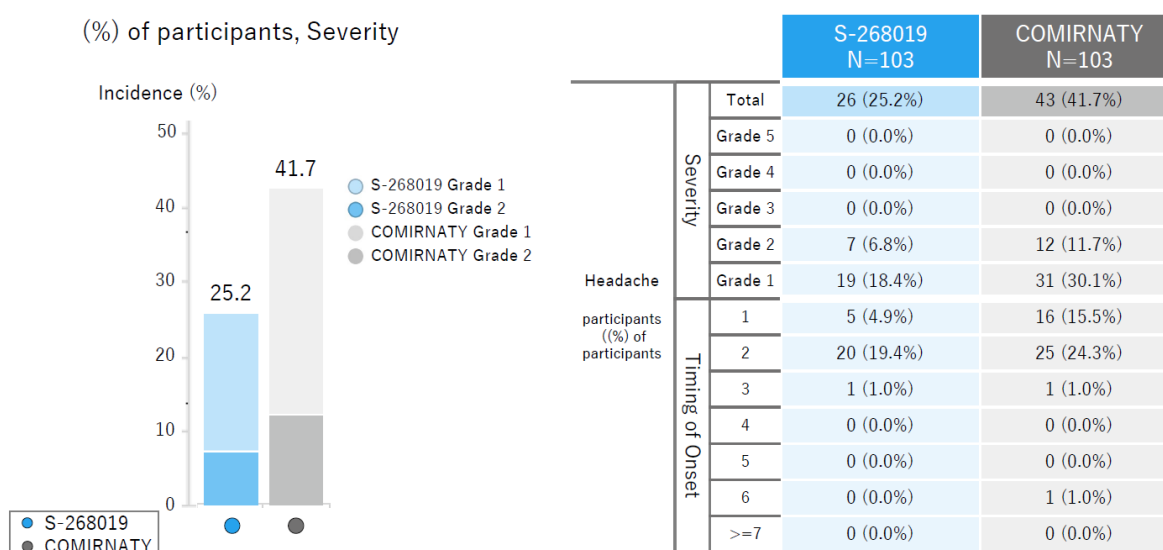 (%) of participants, Severity
Incidence (%)
50
40
30
20
10
0
25.2
41.7
S-268019 Grade 1
S-268019 Grade 2
COMIRNATY Grade 1
COMIRNATY Grade 2
S-268019
COMIRNATY
S-268019 COMIRNATY
N=103 N=103
Headache
participants
((%) of
participants
Severity
Total 26 (25.2%) 43 (41.7%)
Grade 5 0 (0.0%) 0 (0.0%)
Grade 4 0 (0.0%) 0 (0.0%)
Grade 3 0 (0.0%) 0 (0.0%)
Grade 2 7 (6.8%) 12 (11.7%)
Grade 1 19 (18.4%) 31 (30.1%)
Timing of Onset
1 5 (4.9%) 16 (15.5%)
2 20 (19.4%) 25 (24.3%)
3 1 (1.0%) 1 (1.0%)
4 0 (0.0%) 0 (0.0%)
5 0 (0.0%) 0 (0.0%)
6 0 (0.0%) 1 (1.0%)
>=7 0 (0.0%) 0 (0.0%)